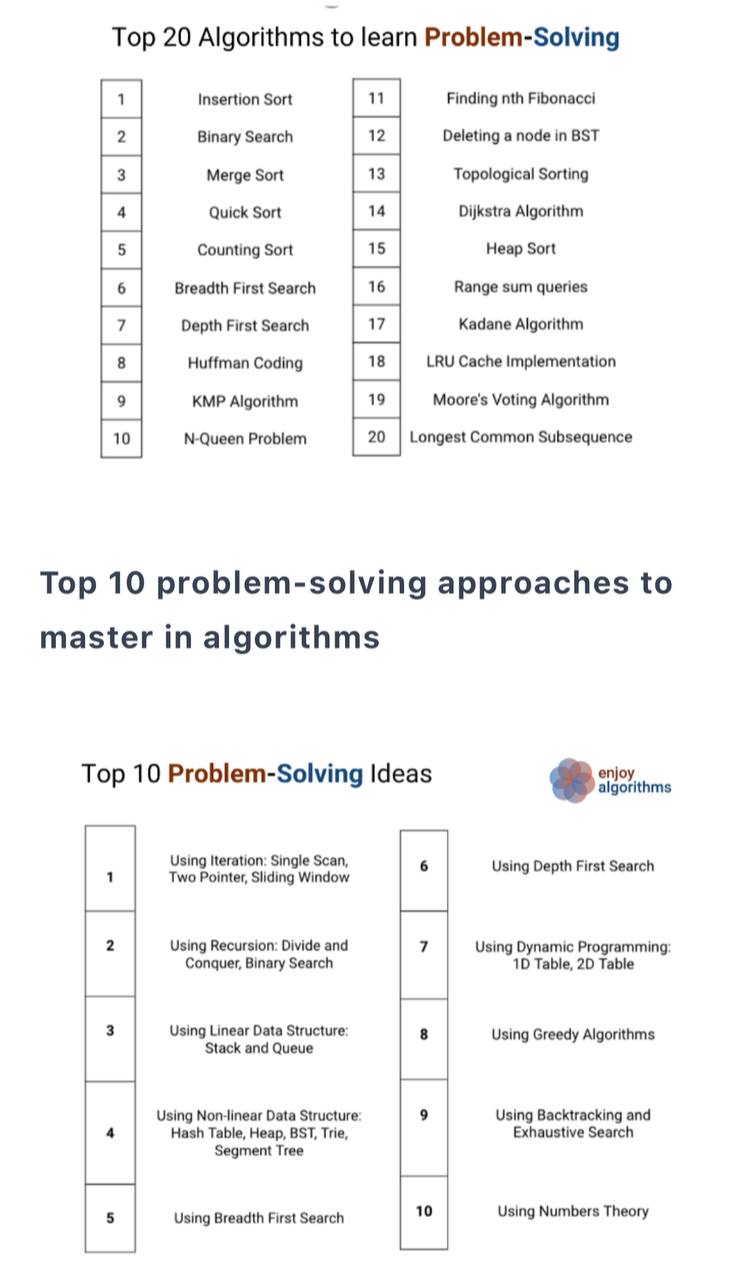 Top 20 Algorithms to learn Problem-Solving
1 Insertion Sort
2 Binary Search
3 Merge Sort
4 Quick Sort
5 Counting Sort
6 Breadth First Search
7 Depth First Search
8 Huffman Coding
9 KMP Algorithm
10 N-Queen Problem
11 Finding nth Fibonacci
12 Deleting a node in BST
13 Topological Sorting
14 Dijkstra Algorithm
15 Heap Sort
16 Range sum queries
17 Kadane Algorithm
18 LRU Cache Implementation
19 Moore's Voting Algorithm
20 Longest Common Subsequence
Top 10 problem-solving approaches to
master in algorithms
Top 10 Problem-Solving Ideas
enjoy
algorithms
1 Using Iteration: Single Scan,
Two Pointer, Sliding Window
2 Using Recursion: Divide and
Conquer, Binary Search
3 Using Linear Data Structure:
Stack and Queue
4 Using Non-linear Data Structure:
Hash Table, Heap, BST, Trie,
Segment Tree
5 Using Breadth First Search
6 Using Depth First Search
7 Using Dynamic Programming:
1D Table, 2D Table
8 Using Greedy Algorithms
9 Using Backtracking and
Exhaustive Search
10 Using Numbers Theory